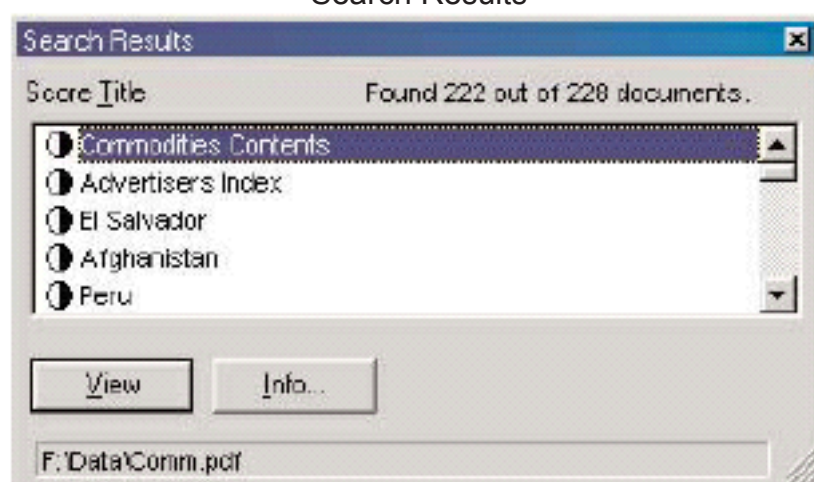 Search Results
Search Results
Score Title Found 222 out of 228 documents.
Commodities Contents
Advertisers Index
El Salvador
Afghanistan
Peru
View Info...
F:\Data\Comm.pdf